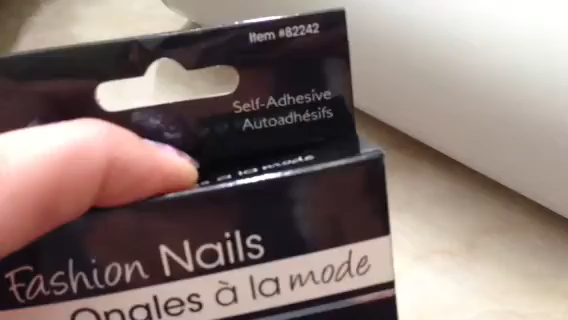 Item #82242
Self-Adhesive
Autoadhésifs
à la mode
Fashion Nails
Ongles à la mode